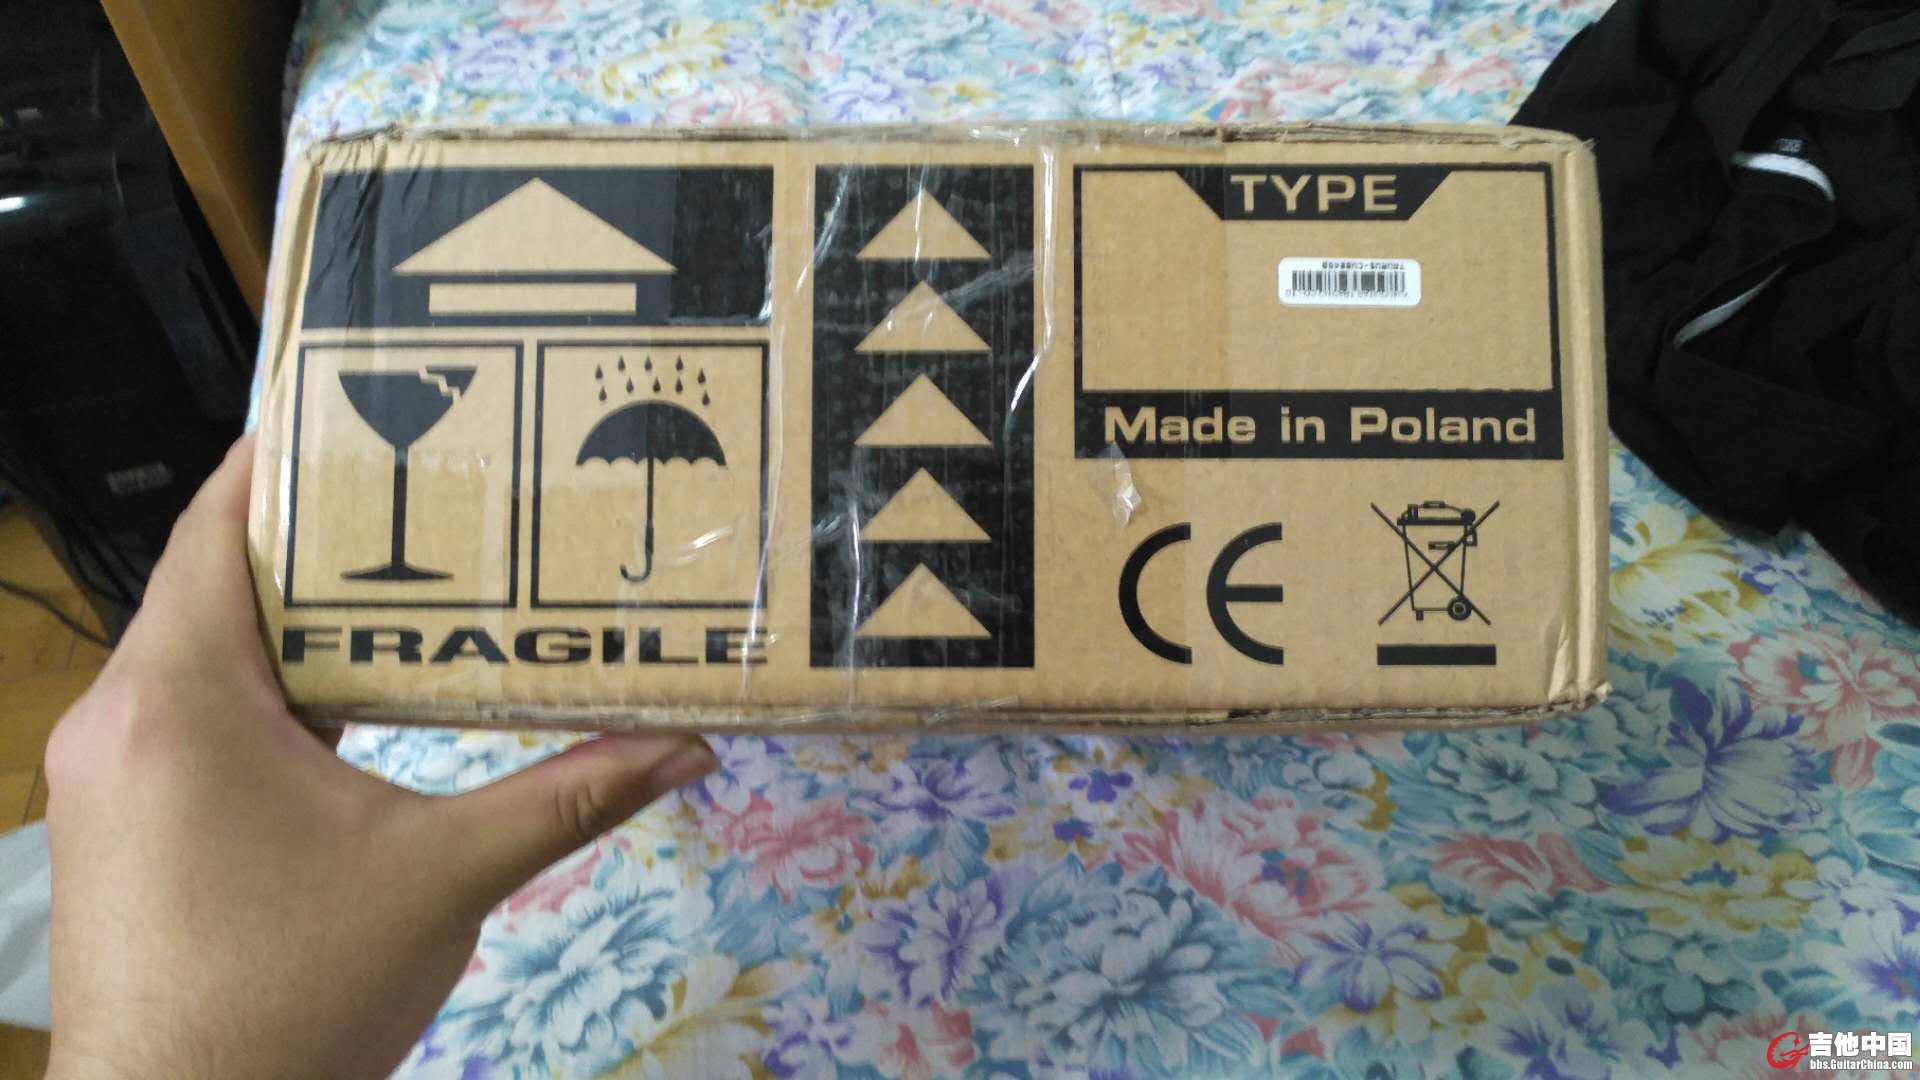 TYPE
Made in Poland
CE
FRAGILE
吉他中国
bbs.GuitarChina.com